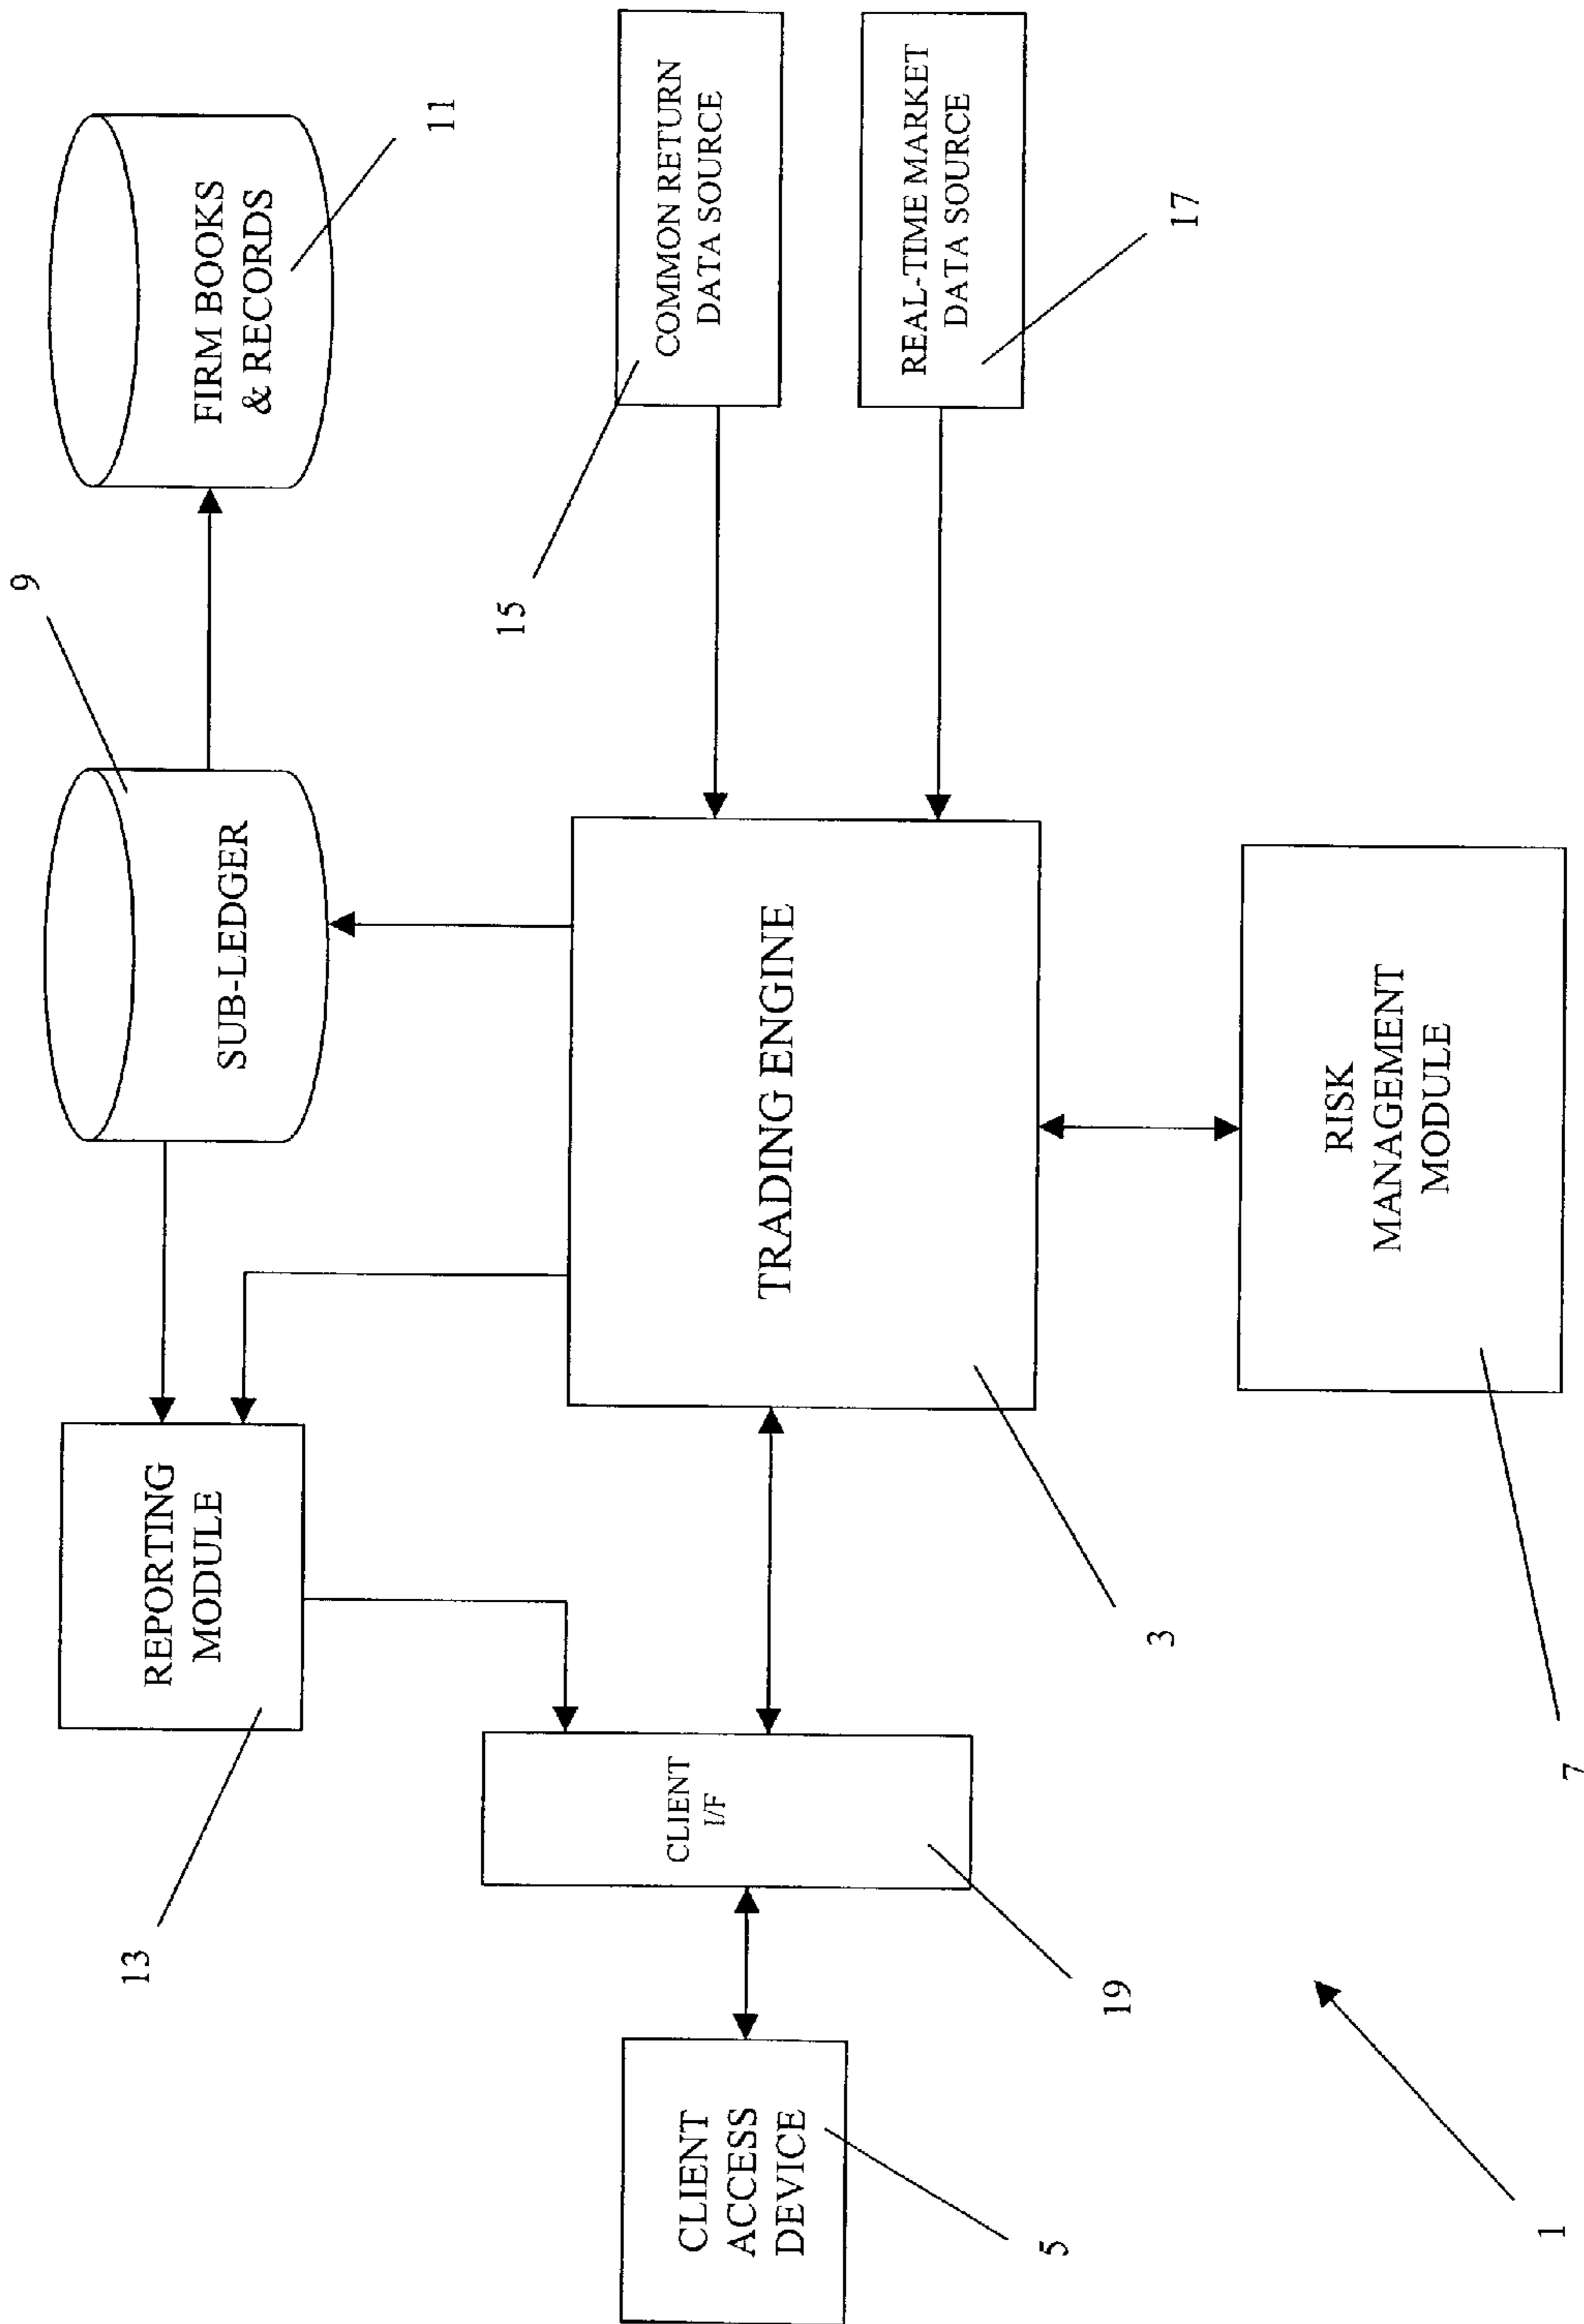 9
11
13
SUB-LEDGER
FIRM BOOKS
& RECORDS
REPORTING
MODULE
15
COMMON RETURN
DATA SOURCE
CLIENT
I/F
TRADING ENGINE
REAL-TIME MARKET
DATA SOURCE
17
CLIENT
ACCESS
DEVICE
5
19
3
RISK
MANAGEMENT
MODULE
7
1